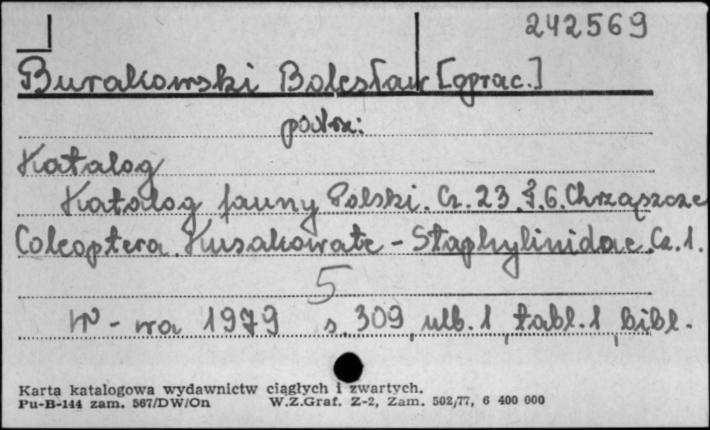 242569
Burakowski Bolesław [oprac.]
patrz:
Katalog
Katalog fauny Polski. Cz. 23. t. 6. Chrząszcze
Coleoptera. Kusakowate - Staphylinidae. Cz. 1.
5
W-wa 1979 s. 309, nlb. 1, tabl. 1, bibl.
Karta katalogowa wydawnictw ciągłych i zwartych.
Pu-B-144 zam. 567/DW/On W.Z.Graf. Z-2, Zam. 502/77, 6 400 000